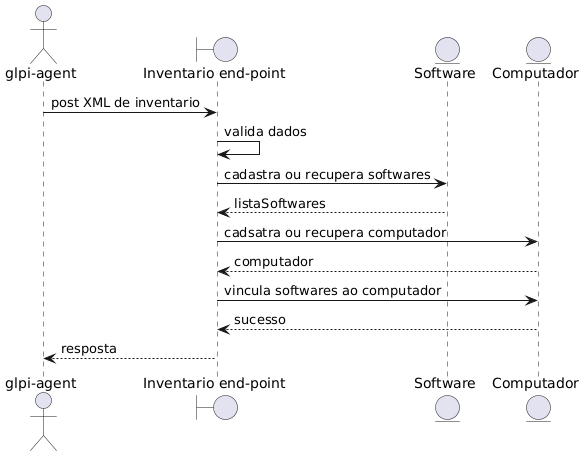 glpi-agent
Inventario end-point
Software
Computador
post XML de inventario
valida dados
cadastra ou recupera softwares
listaSoftwares
cadsatra ou recupera computador
computador
vincula softwares ao computador
sucesso
resposta
glpi-agent
Inventario end-point
Software
Computador